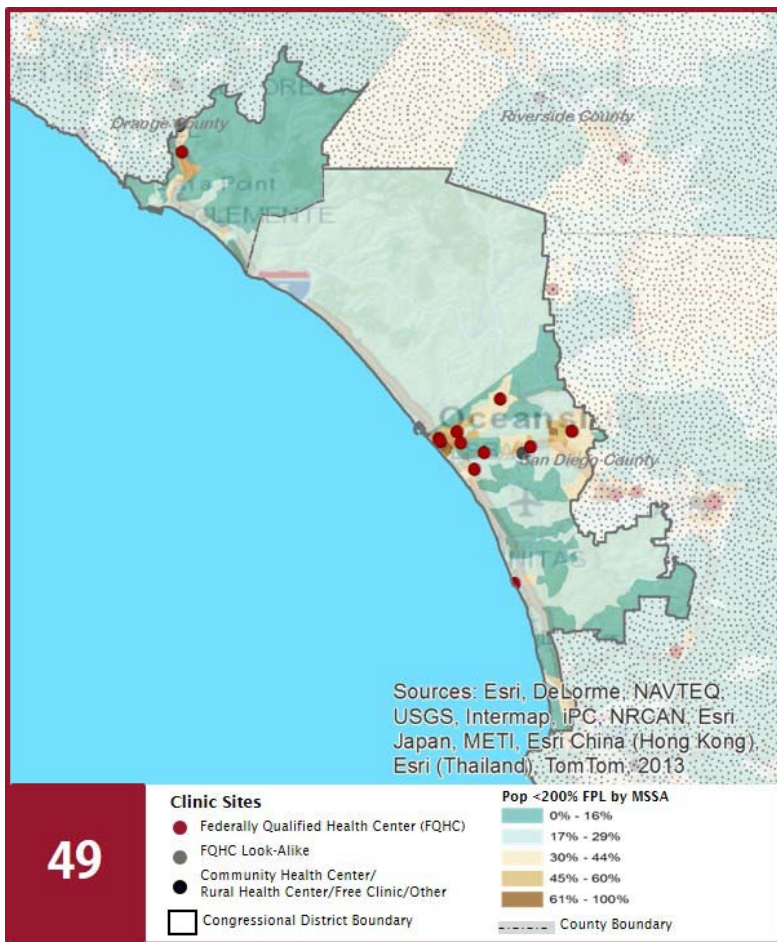 ORE
Orange County
Riverside County
Point
CLEMENTE
Oceansi
San Diego County
NITAS
Sources: Esri, DeLorme, NAVTEQ,
USGS, Intermap, iPC, NRCAN, Esri
Japan, METI, Esri China (Hong Kong),
Esri (Thailand), TomTom, 2013
49
Clinic Sites
Federally Qualified Health Center (FQHC)
FQHC Look-Alike
Community Health Center/
Rural Health Center/Free Clinic/Other
Congressional District Boundary
Pop <200% FPL by MSSA
0% - 16%
17% - 29%
30% - 44%
45% - 60%
61% - 100%
County Boundary